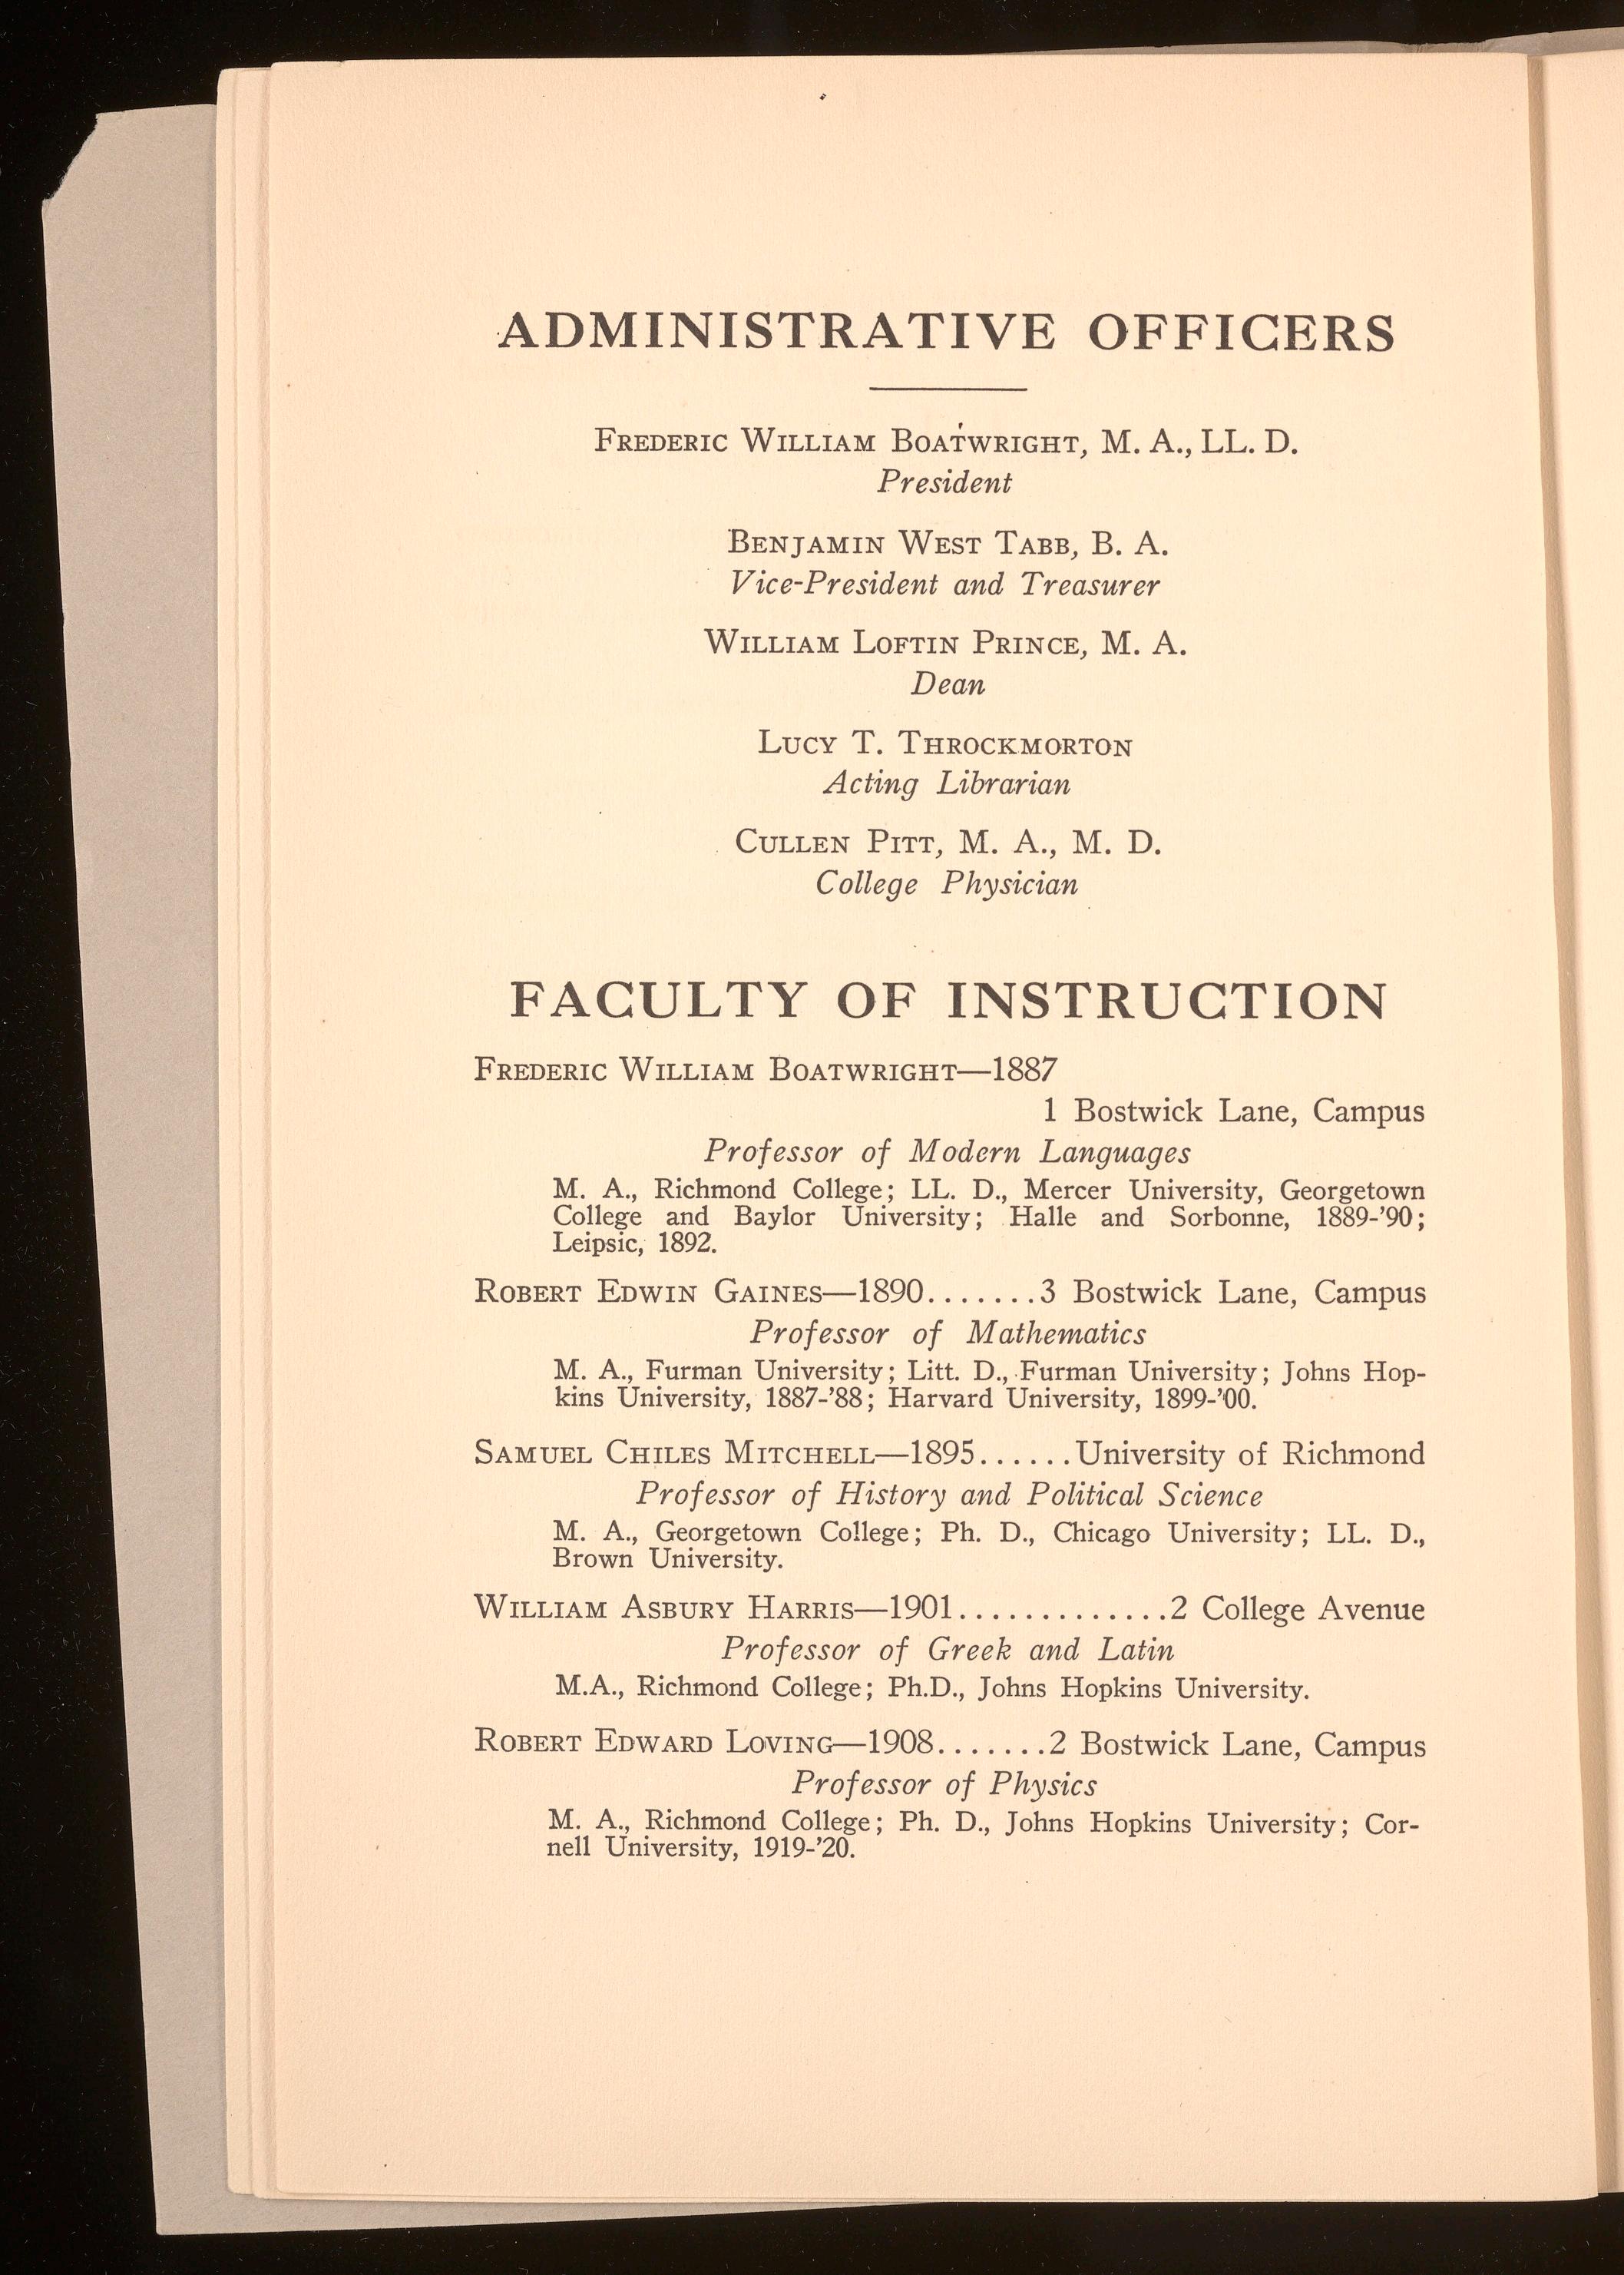 ADMINISTRATIVE OFFICERS
FREDERIC WILLIAM BOATWRIGHT, M. A., LL. D.
President
BENJAMIN WEST TABB, B. A.
Vice-President and Treasurer
WILLIAM LOFTIN PRINCE, M. A.
Dean
LUCY T. THROCKMORTON
Acting Librarian
CULLEN PITT, M. A., M. D.
College Physician
FACULTY OF INSTRUCTION
FREDERIC WILLIAM BOATWRIGHT—1887
1 Bostwick Lane, Campus
Professor of Modern Languages
M. A., Richmond College; LL. D., Mercer University, Georgetown
College and Baylor University; Halle and Sorbonne, 1889-’90;
Leipsic, 1892.
ROBERT EDWIN GAINES—1890.......3 Bostwick Lane, Campus
Professor of Mathematics
M. A., Furman University; Litt. D., Furman University; Johns Hop-
kins University, 1887-’88; Harvard University, 1899-’00.
SAMUEL CHILES MITCHELL—1895......University of Richmond
Professor of History and Political Science
M. A., Georgetown College; Ph. D., Chicago University; LL. D.,
Brown University.
WILLIAM ASBURY HARRIS—1901.............2 College Avenue
Professor of Greek and Latin
M.A., Richmond College; Ph.D., Johns Hopkins University.
ROBERT EDWARD LOVING—1908.......2 Bostwick Lane, Campus
Professor of Physics
M. A., Richmond College; Ph. D., Johns Hopkins University; Cor-
nell University, 1919-’20.